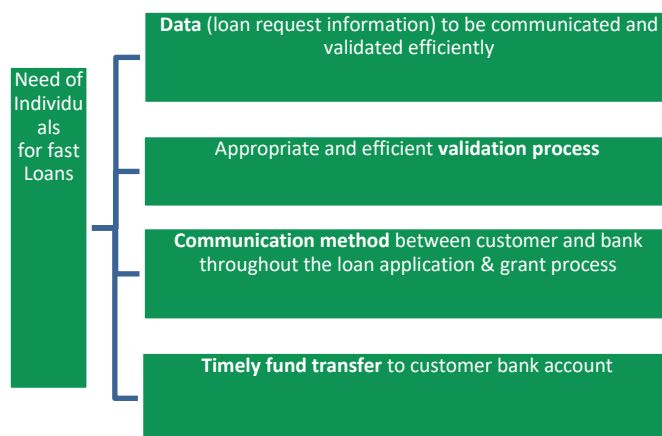 Need of
Individu
als
for fast
Loans
Data (loan request information) to be communicated and
validated efficiently
Appropriate and efficient validation process
Communication method between customer and bank
throughout the loan application & grant process
Timely fund transfer to customer bank account